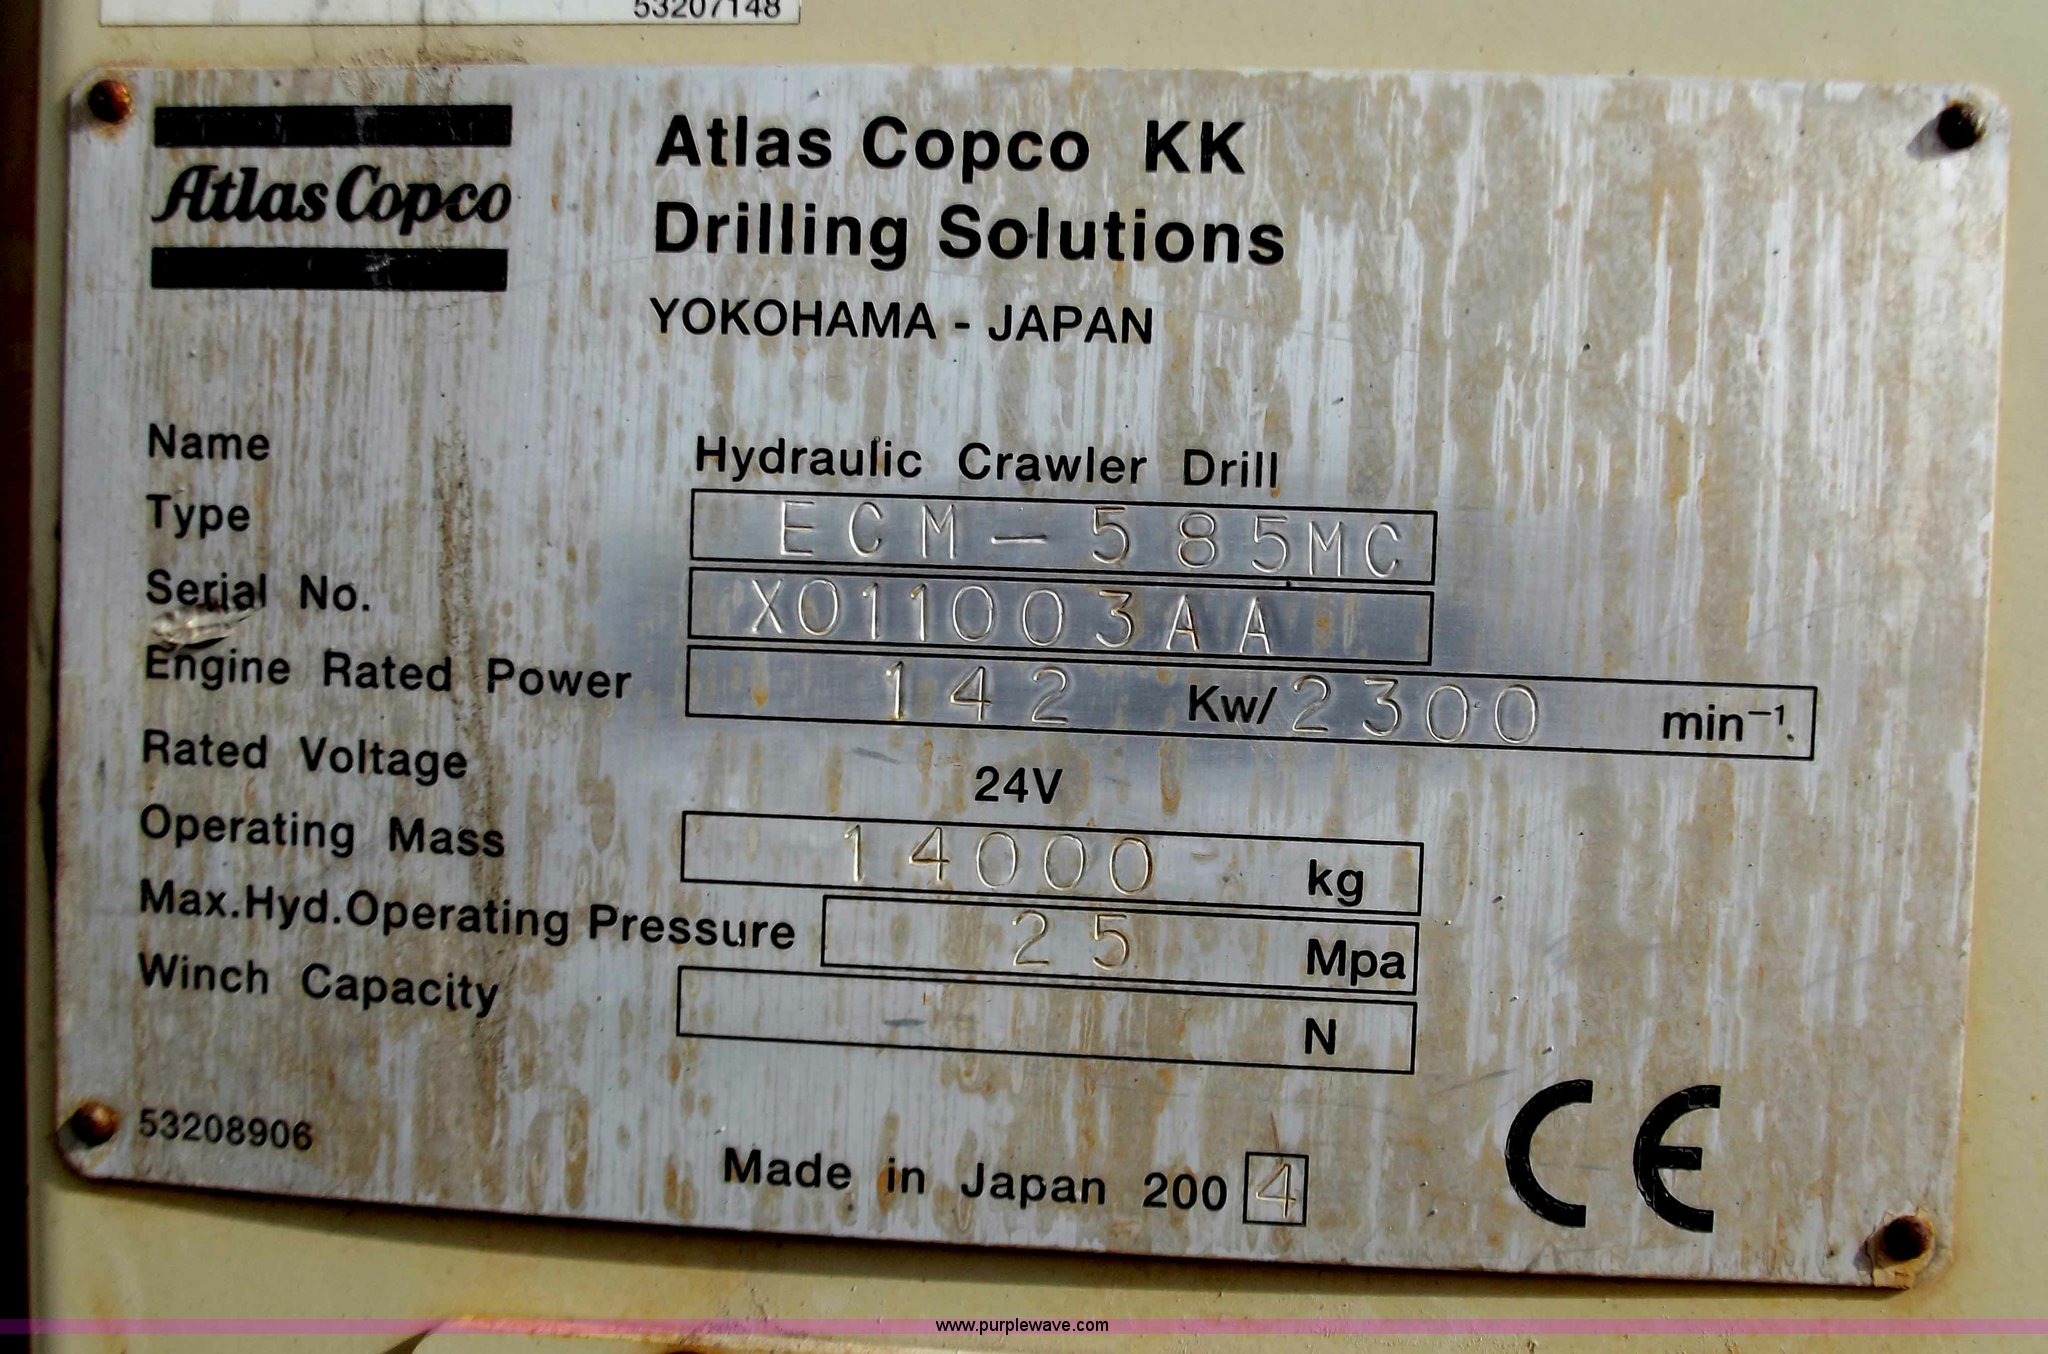 53207148
Atlas Copco
Atlas Copco KK
Drilling Solutions
YOKOHAMA - JAPAN
Name Hydraulic Crawler Drill
Type ECM-585MC
Serial No. X011003AA
Engine Rated Power 142 Kw/2300 min⁻¹.
Rated Voltage 24V
Operating Mass 14000 kg
Max.Hyd.Operating Pressure 25 Mpa
Winch Capacity - N
53208906
Made in Japan 2004
CE
www.purplewave.com